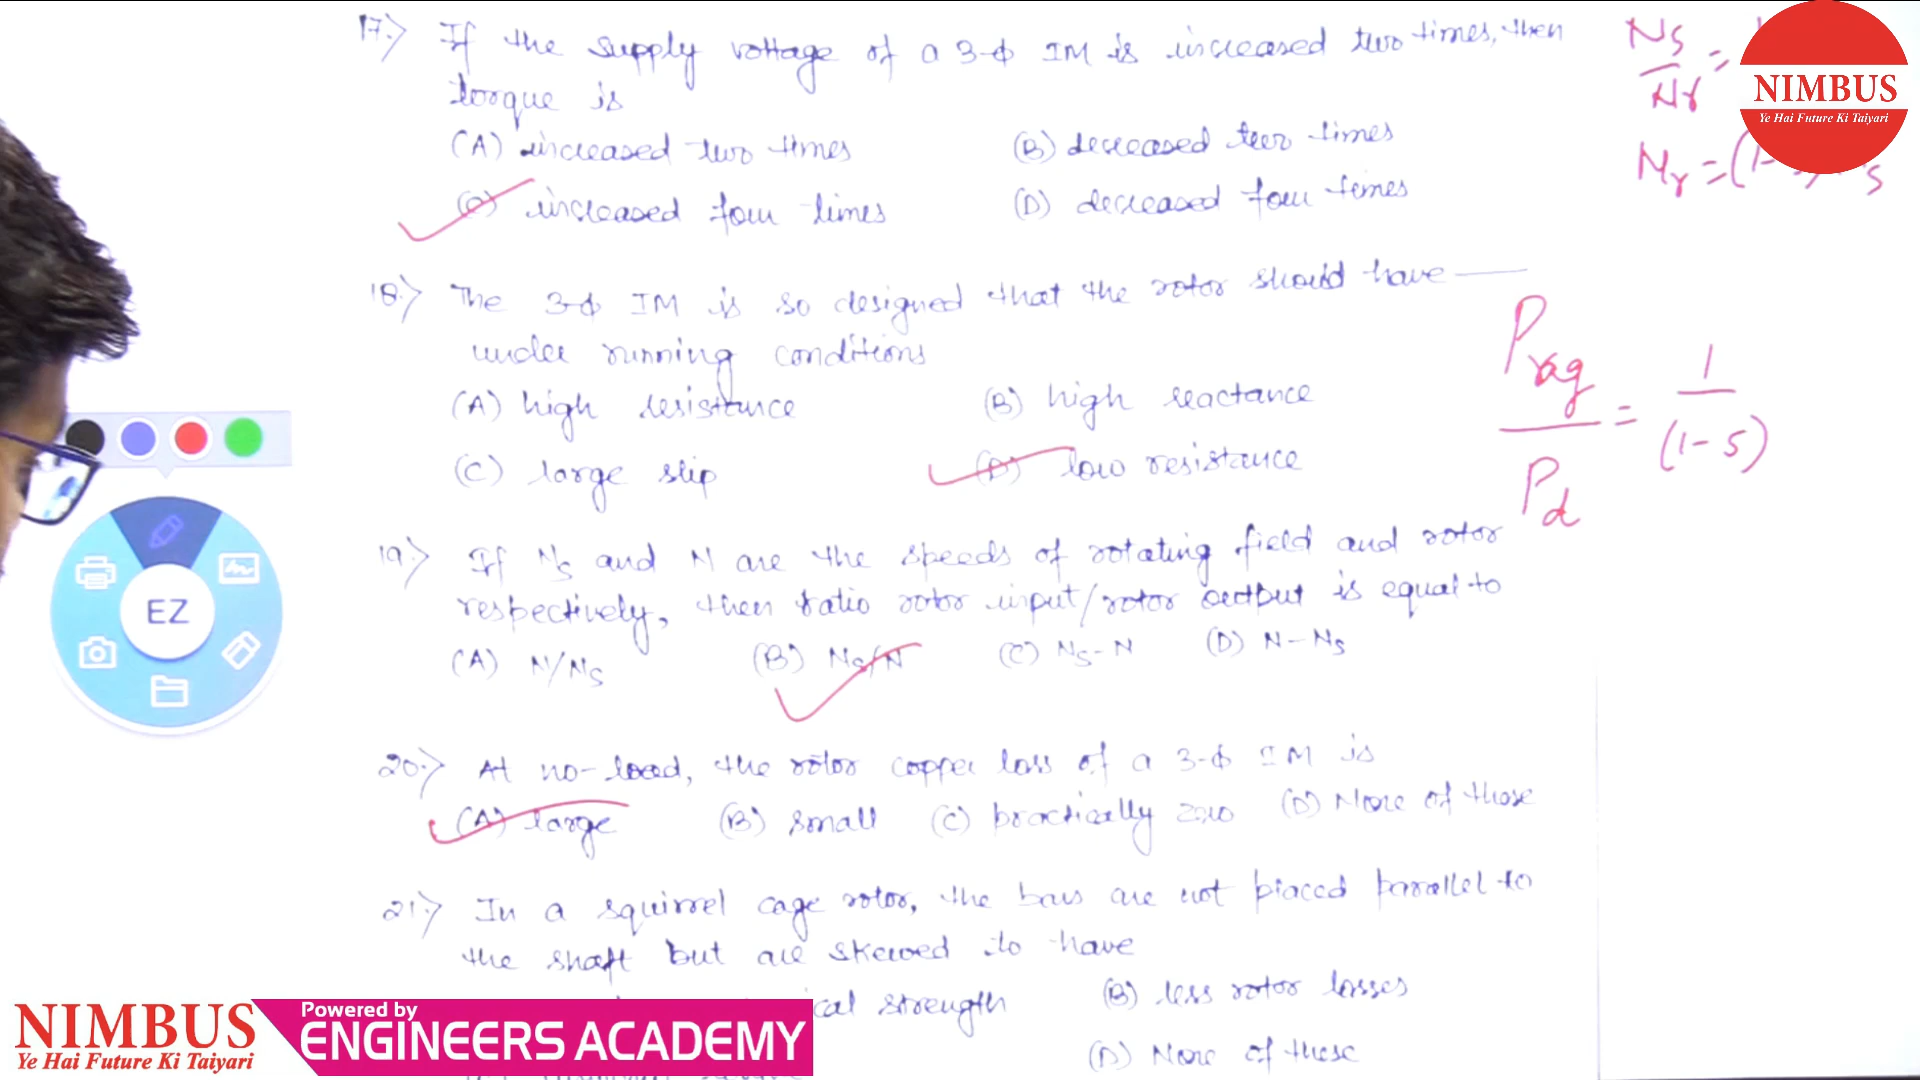 17.) If the supply voltage of a 3-ϕ IM is increased two times, then
torque is
(A) increased two times (B) decreased two times
(C) increased four times (D) decreased four times
18.) The 3-ϕ IM is so designed that the rotor should have ——
under running conditions
(A) high resistance (B) high reactance
(C) large slip (D) low resistance
19.) If Ns and N are the speeds of rotating field and rotor
respectively, then ratio rotor input/rotor output is equal to
(A) N/Ns (B) Ns/N (C) Ns-N (D) N-Ns
20.) At no-load, the rotor copper loss of a 3-ϕ IM is
(A) large (B) small (C) practically zero (D) None of these
21.) In a squirrel cage rotor, the bars are not placed parallel to
the shaft but are skewed to have
cal strength (B) less rotor losses
(D) None of these
Ns/Nr =
Nr = (1-
s
Prag/Pd = 1/(1-s)
NIMBUS
Ye Hai Future Ki Taiyari
EZ
NIMBUS
Ye Hai Future Ki Taiyari
Powered by
ENGINEERS ACADEMY